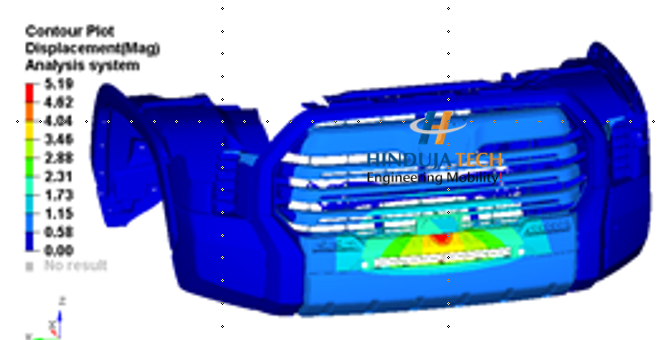 Contour Plot
Displacement(Mag)
Analysis system
5.19
4.62
4.04
3.46
2.88
2.31
1.73
1.15
0.58
0.00
No result
HINDUJA TECH
Engineering Mobility!
Z